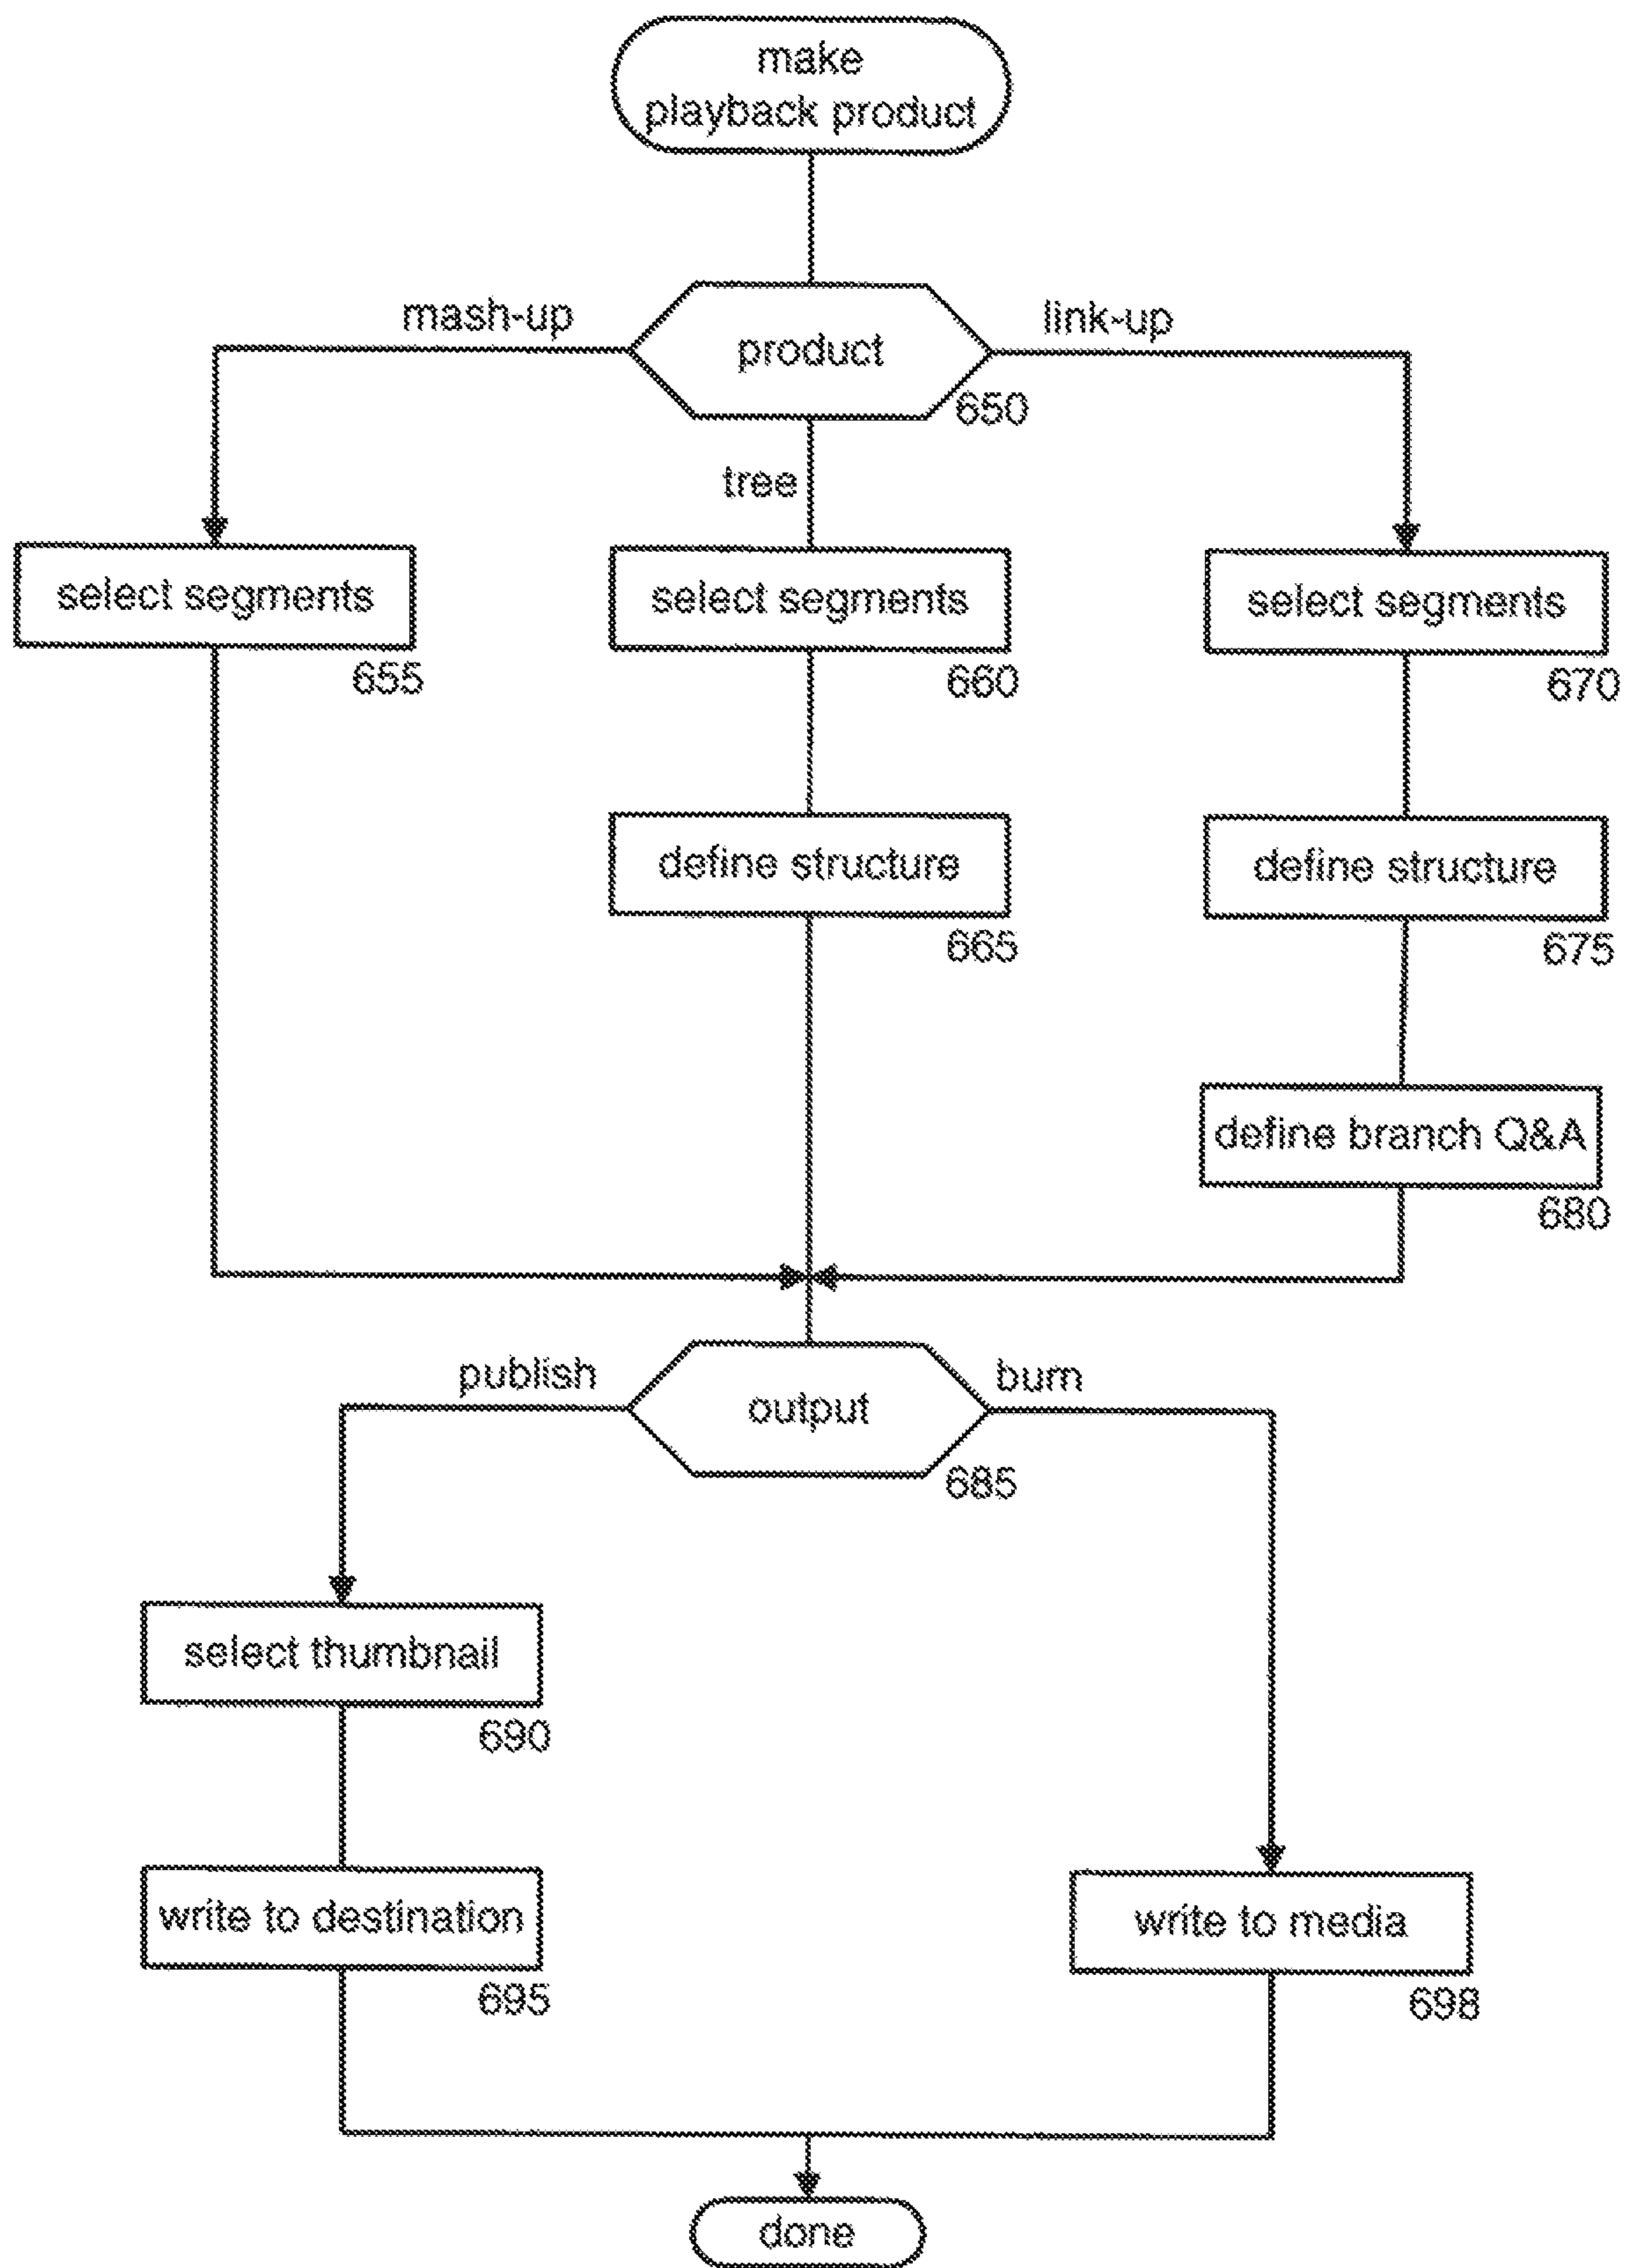 make
playback product
mash-up
link-up
product
650
tree
select segments
select segments
select segments
655
660
670
define structure
define structure
665
675
define branch Q&A
680
publish
burn
output
685
select thumbnail
690
write to destination
write to media
695
698
done